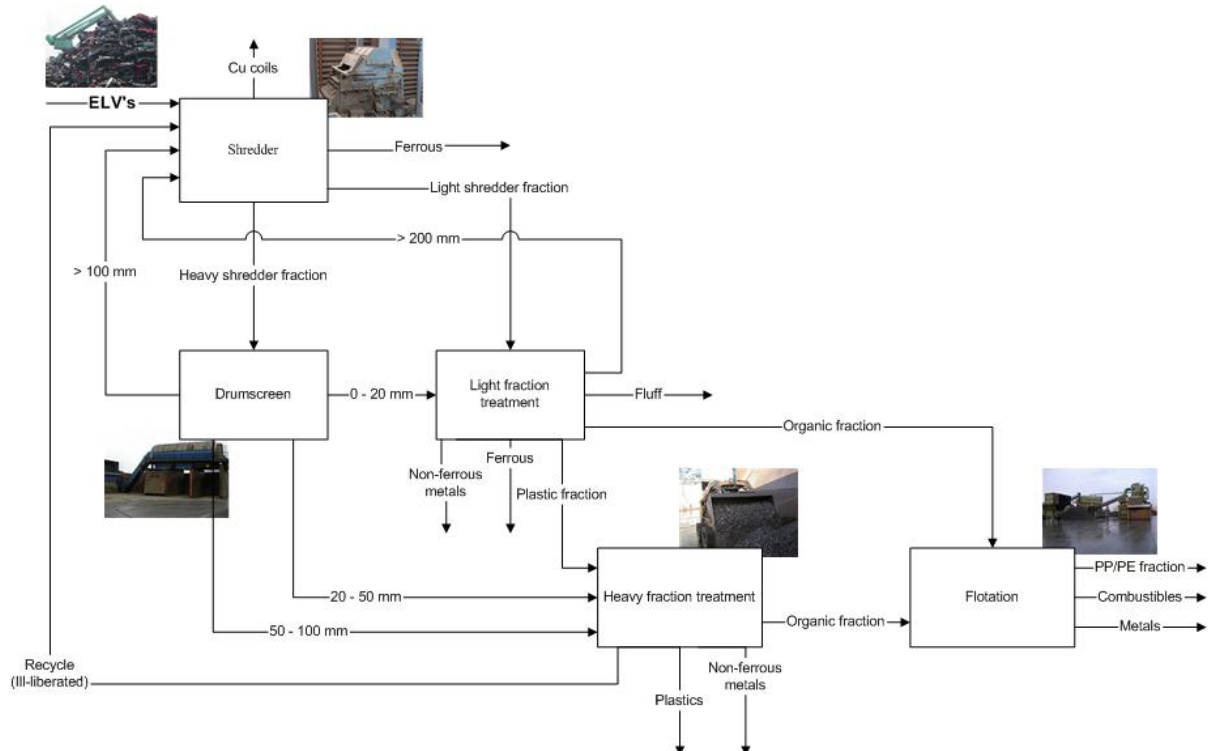 Cu coils
ELV's
Shredder
Ferrous
Light shredder fraction
> 200 mm
> 100 mm
Heavy shredder fraction
Drumscreen
0 - 20 mm
Light fraction
treatment
Fluff
Organic fraction
Non-ferrous
metals
Ferrous
Plastic fraction
20 - 50 mm
Heavy fraction treatment
Flotation
PP/PE fraction
Combustibles
Metals
50 - 100 mm
Organic fraction
Recycle
(Ill-liberated)
Plastics
Non-ferrous
metals